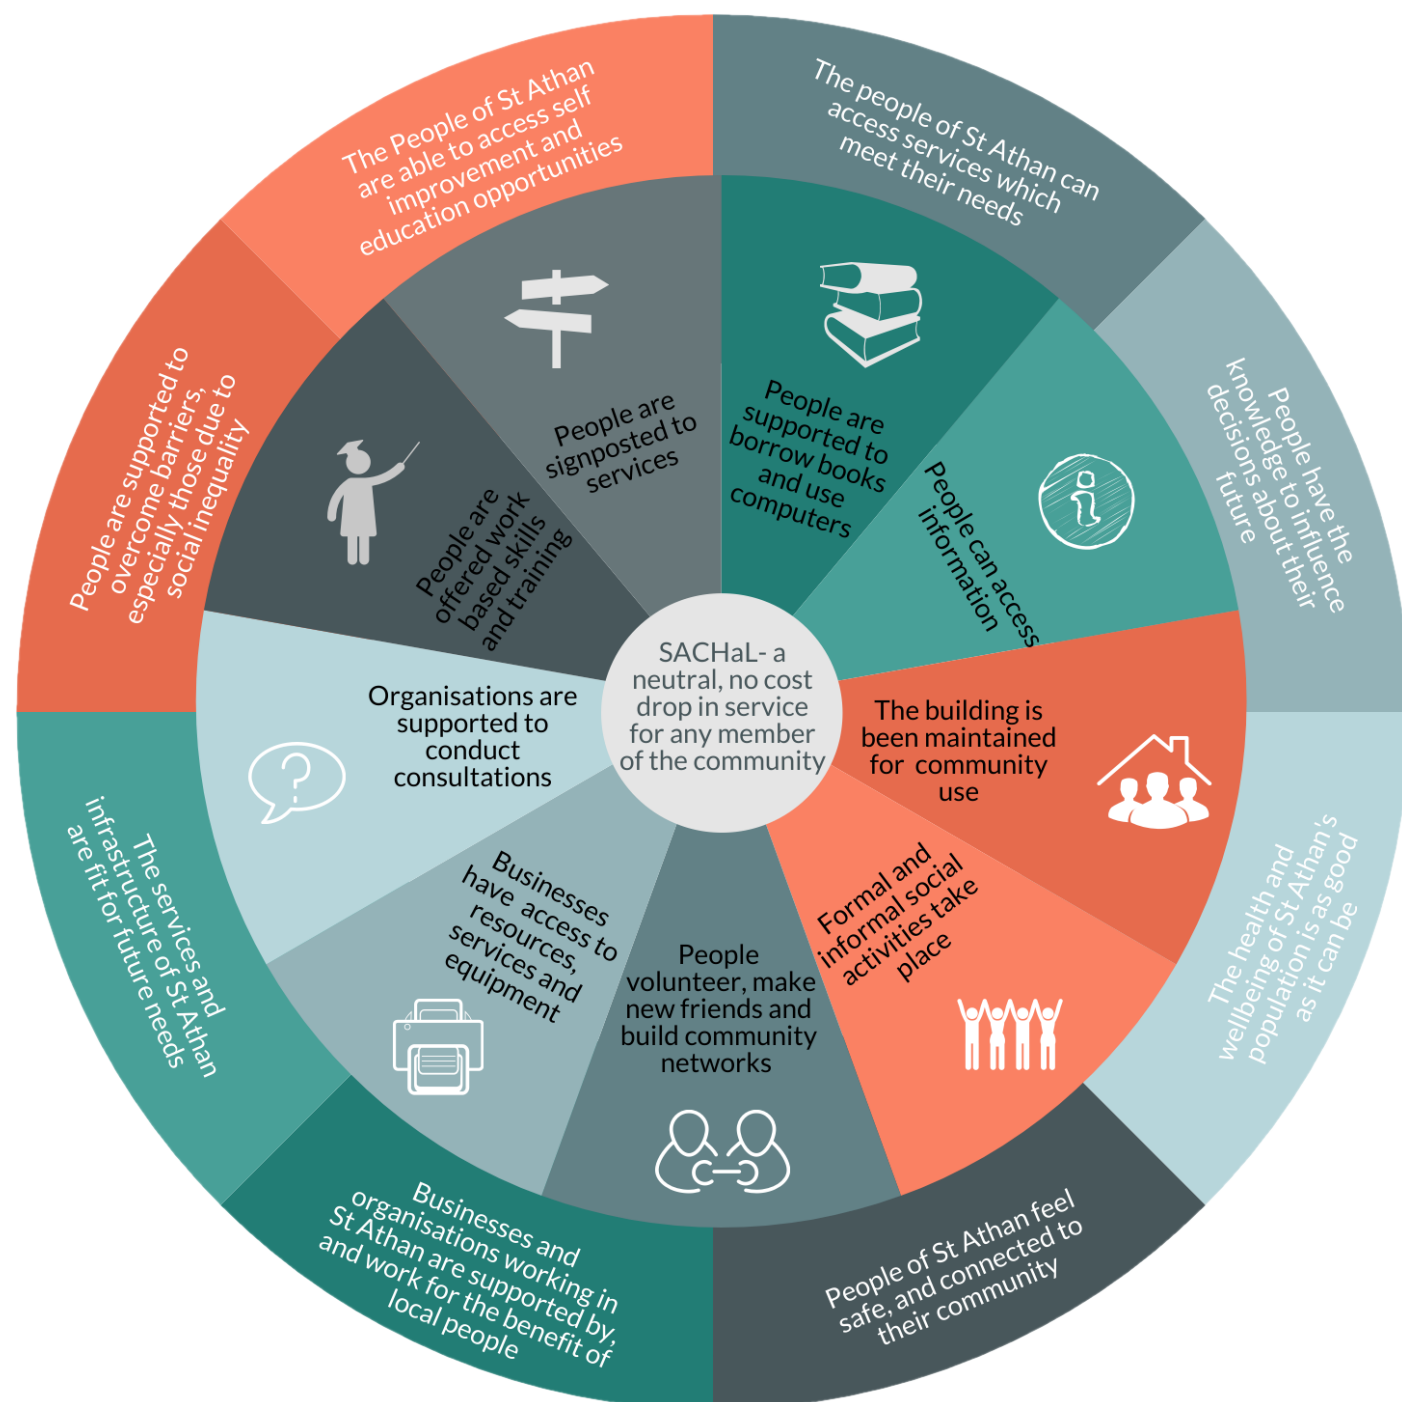 The People of St Athan
are able to access self
improvement and
education opportunities
The people of St Athan can
access services which
meet their needs
People have the
knowledge to influence
decisions about their
future
The health and
wellbeing of St Athan's
population is as good
as it can be
People of St Athan feel
safe, and connected to
their community
Businesses and
organisations working in
St Athan are supported by,
and work for the benefit of
local people
The services and
infrastructure of St Athan
are fit for future needs
People are supported to
overcome barriers,
especially those due to
social inequality
People are
signposted to
services
People are
supported to
borrow books
and use
computers
People can access
information
The building is
been maintained
for community
use
Formal and
informal social
activities take
place
People
volunteer, make
new friends and
build community
networks
Businesses
have access to
resources,
services and
equipment
Organisations are
supported to
conduct
consultations
People are
offered work
based skills
and training
SACHaL- a
neutral, no cost
drop in service
for any member
of the community